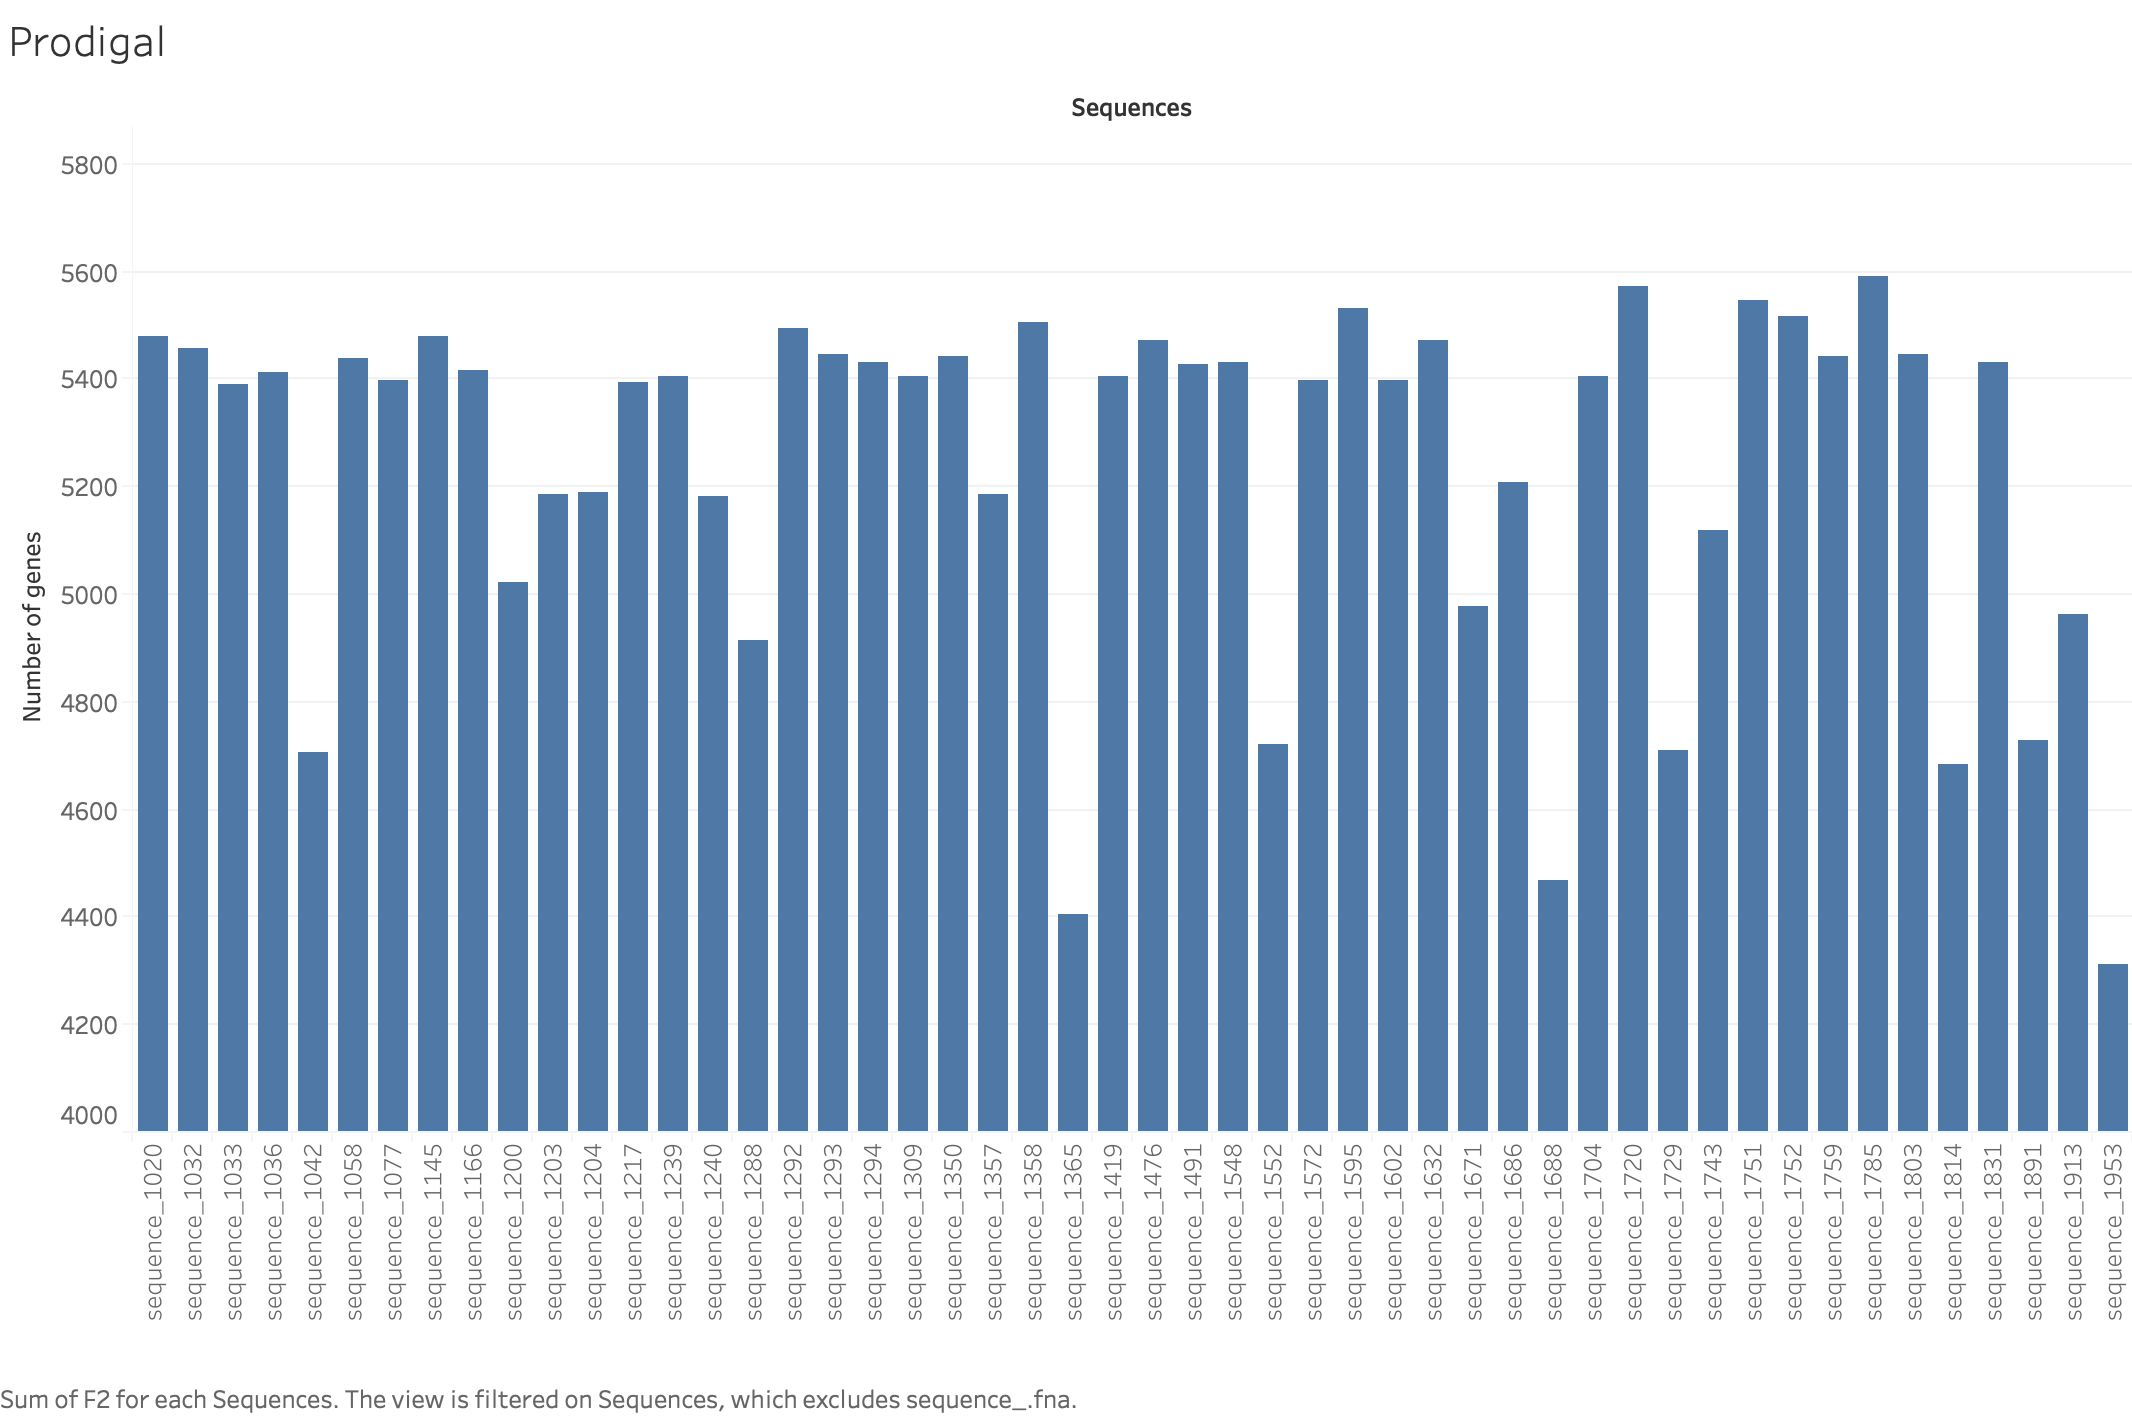 Prodigal
Sequences
5800
5600
5400
5200
5000
4800
4600
4400
4200
4000
Number of genes
sequence_1020
sequence_1032
sequence_1033
sequence_1036
sequence_1042
sequence_1058
sequence_1077
sequence_1145
sequence_1166
sequence_1200
sequence_1203
sequence_1204
sequence_1217
sequence_1239
sequence_1240
sequence_1288
sequence_1292
sequence_1293
sequence_1294
sequence_1309
sequence_1350
sequence_1357
sequence_1358
sequence_1365
sequence_1419
sequence_1476
sequence_1491
sequence_1548
sequence_1552
sequence_1572
sequence_1595
sequence_1602
sequence_1632
sequence_1671
sequence_1686
sequence_1688
sequence_1704
sequence_1720
sequence_1729
sequence_1743
sequence_1751
sequence_1752
sequence_1759
sequence_1785
sequence_1803
sequence_1814
sequence_1831
sequence_1891
sequence_1913
sequence_1953
Sum of F2 for each Sequences. The view is filtered on Sequences, which excludes sequence_.fna.